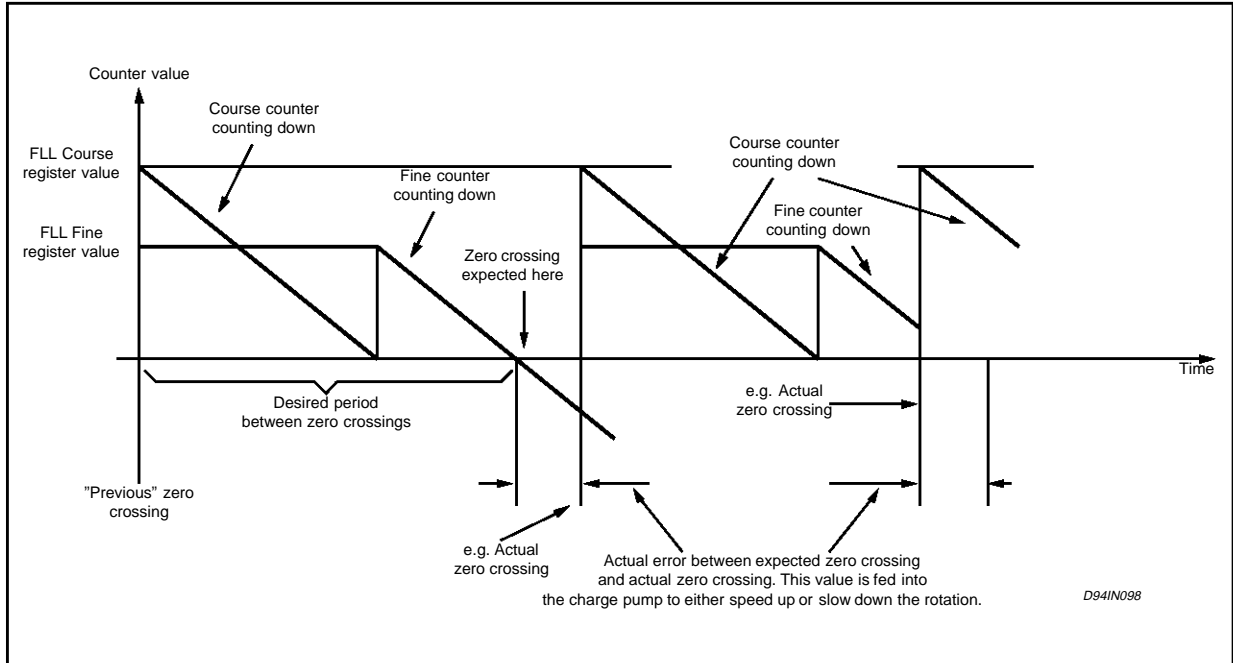 Counter value
Course counter
counting down
FLL Course
register value
Fine counter
counting down
FLL Fine
register value
Zero crossing
expected here
Course counter
counting down
Fine counter
counting down
Time
Desired period
between zero crossings
e.g. Actual
zero crossing
"Previous" zero
crossing
e.g. Actual
zero crossing
Actual error between expected zero crossing
and actual zero crossing. This value is fed into
the charge pump to either speed up or slow down the rotation.
D94IN098